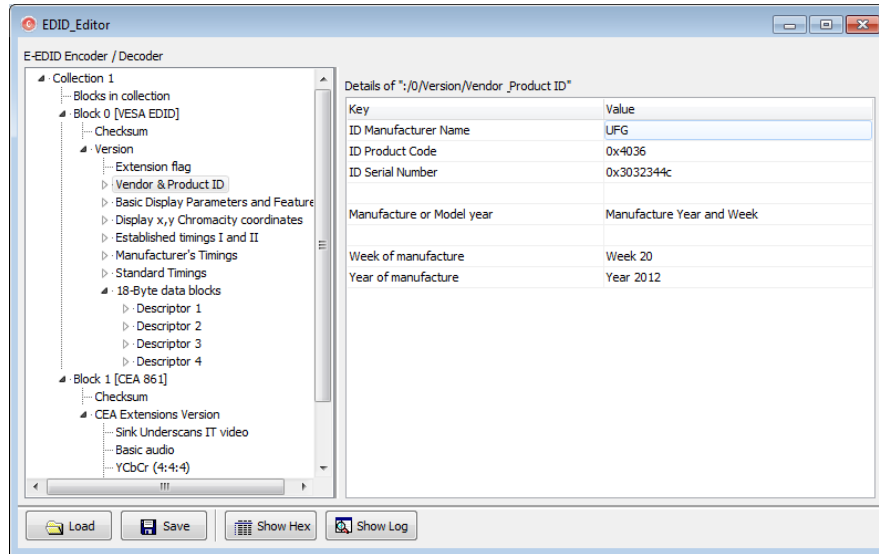 EDID_Editor
E-EDID Encoder / Decoder
Collection 1
Blocks in collection
Block 0 [VESA EDID]
Checksum
Version
Extension flag
Vendor & Product ID
Basic Display Parameters and Feature
Display x,y Chromacity coordinates
Established timings I and II
Manufacturer's Timings
Standard Timings
18-Byte data blocks
Descriptor 1
Descriptor 2
Descriptor 3
Descriptor 4
Block 1 [CEA 861]
Checksum
CEA Extensions Version
Sink Underscans IT video
Basic audio
YCbCr (4:4:4)
Details of ":/0/Version/Vendor _Product ID"
Key Value
ID Manufacturer Name UFG
ID Product Code 0x4036
ID Serial Number 0x3032344c
Manufacture or Model year Manufacture Year and Week
Week of manufacture Week 20
Year of manufacture Year 2012
Load Save Show Hex Show Log